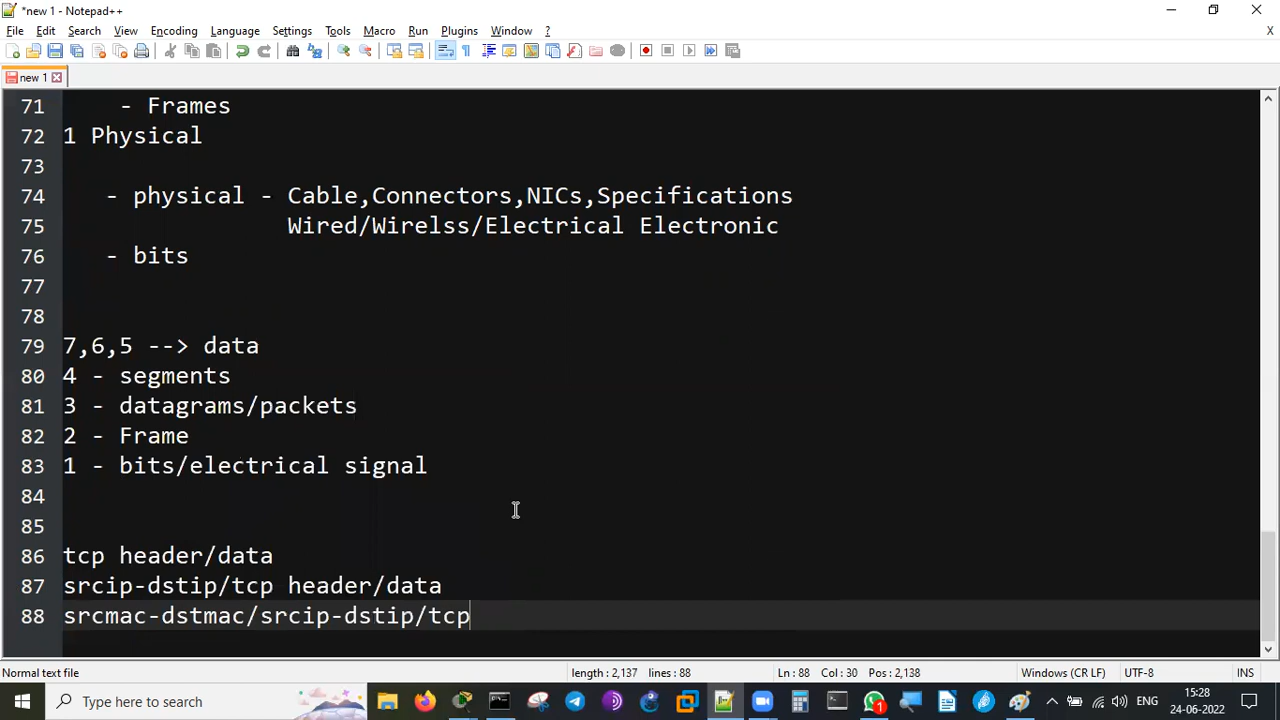 *new 1 - Notepad++
File Edit Search View Encoding Language Settings Tools Macro Run Plugins Window ? X
new 1
71 - Frames
72 1 Physical
73
74 - physical - Cable,Connectors,NICs,Specifications
75 Wired/Wirelss/Electrical Electronic
76 - bits
77
78
79 7,6,5 --> data
80 4 - segments
81 3 - datagrams/packets
82 2 - Frame
83 1 - bits/electrical signal
84
85
86 tcp header/data
87 srcip-dstip/tcp header/data
88 srcmac-dstmac/srcip-dstip/tcp
Normal text file length : 2,137 lines : 88 Ln : 88 Col : 30 Pos : 2,138 Windows (CR LF) UTF-8 INS
Type here to search 1 ENG 15:23
24-06-2022